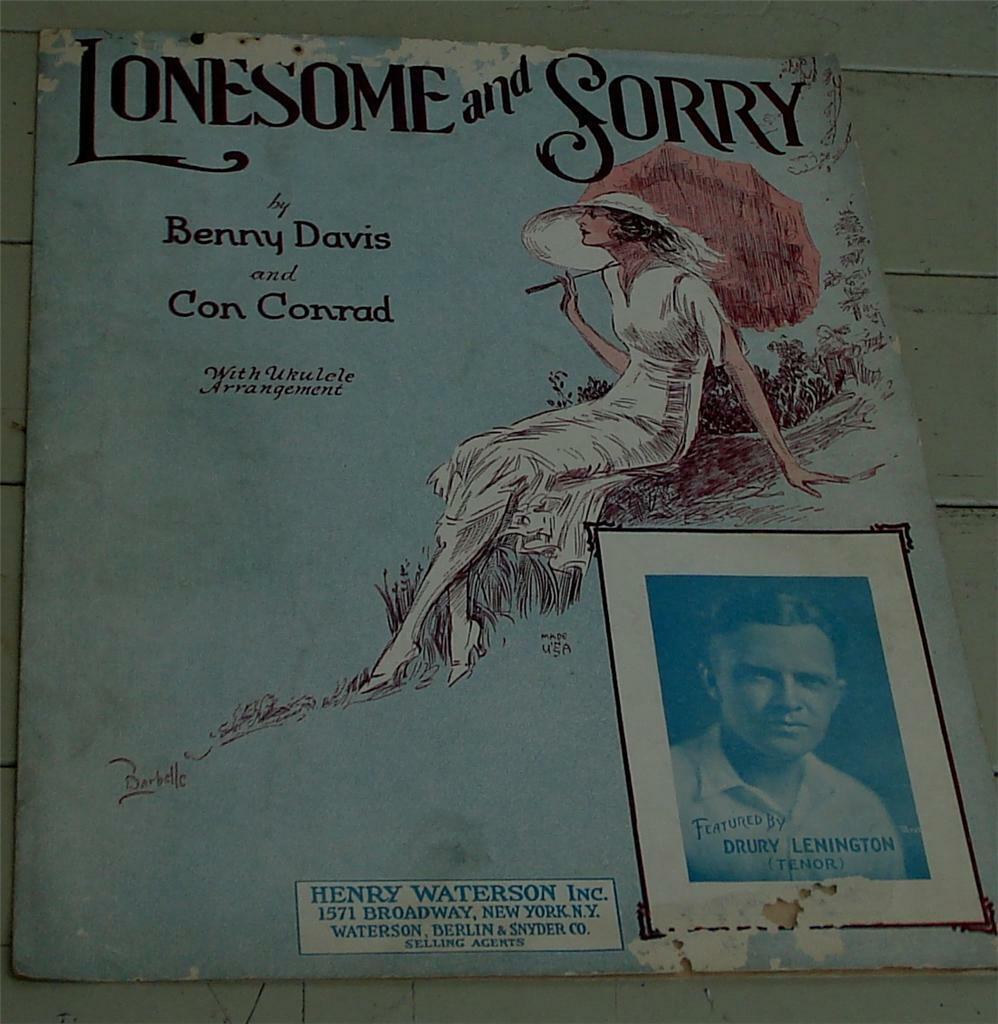 LONESOME and SORRY
by
Benny Davis
and
Con Conrad
With Ukulele
Arrangement
MADE
IN
USA
Barbelle
FEATURED BY
DRURY LENINGTON
(TENOR)
HENRY WATERSON INC.
1571 BROADWAY, NEW YORK. N.Y.
WATERSON, BERLIN & SNYDER CO.
SELLING AGENTS